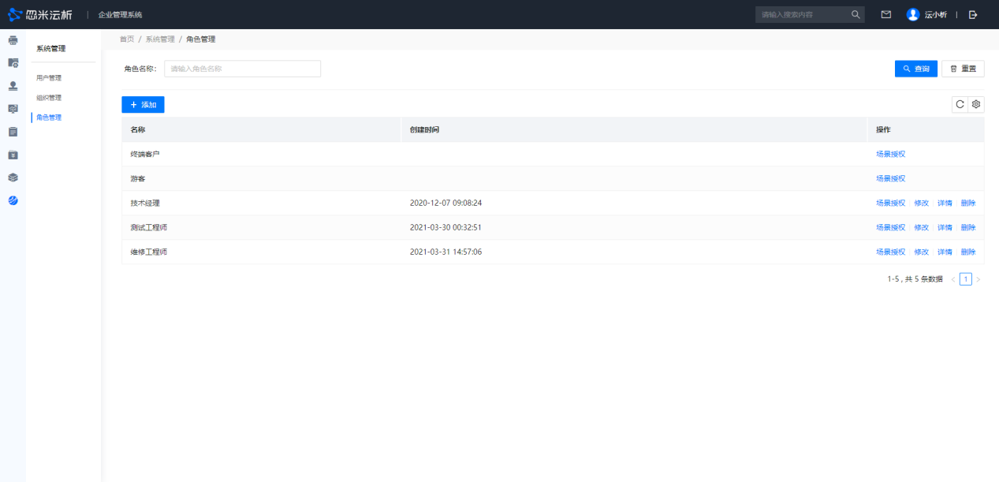 忽米沄析 | 企业管理系统 请输入搜索内容 沄小析 |
系统管理
用户管理
组织管理
角色管理
首页 / 系统管理 / 角色管理
角色名称: 请输入角色名称 查询 重置
+ 添加
名称 创建时间 操作
终端客户 场景授权
游客 场景授权
技术经理 2020-12-07 09:08:24 场景授权 修改 详情 删除
测试工程师 2021-03-30 00:32:51 场景授权 修改 详情 删除
维修工程师 2021-03-31 14:57:06 场景授权 修改 详情 删除
1-5 , 共 5 条数据 < 1 >